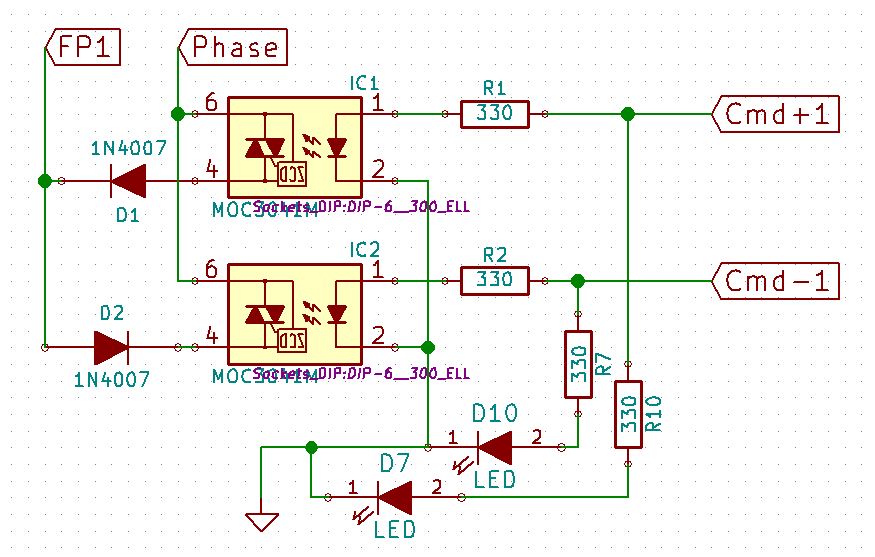 FP1
Phase
IC1
R1
330
6
1
Cmd+1
1N4007
4
2
ZCD
D1
Sockets_DIP:DIP-6__300_ELL
IC2
R2
330
6
1
Cmd-1
D2
4
2
ZCD
1N4007
Sockets_DIP:DIP-6__300_ELL
330
R7
330
R10
D10
1
2
LED
D7
1
2
LED